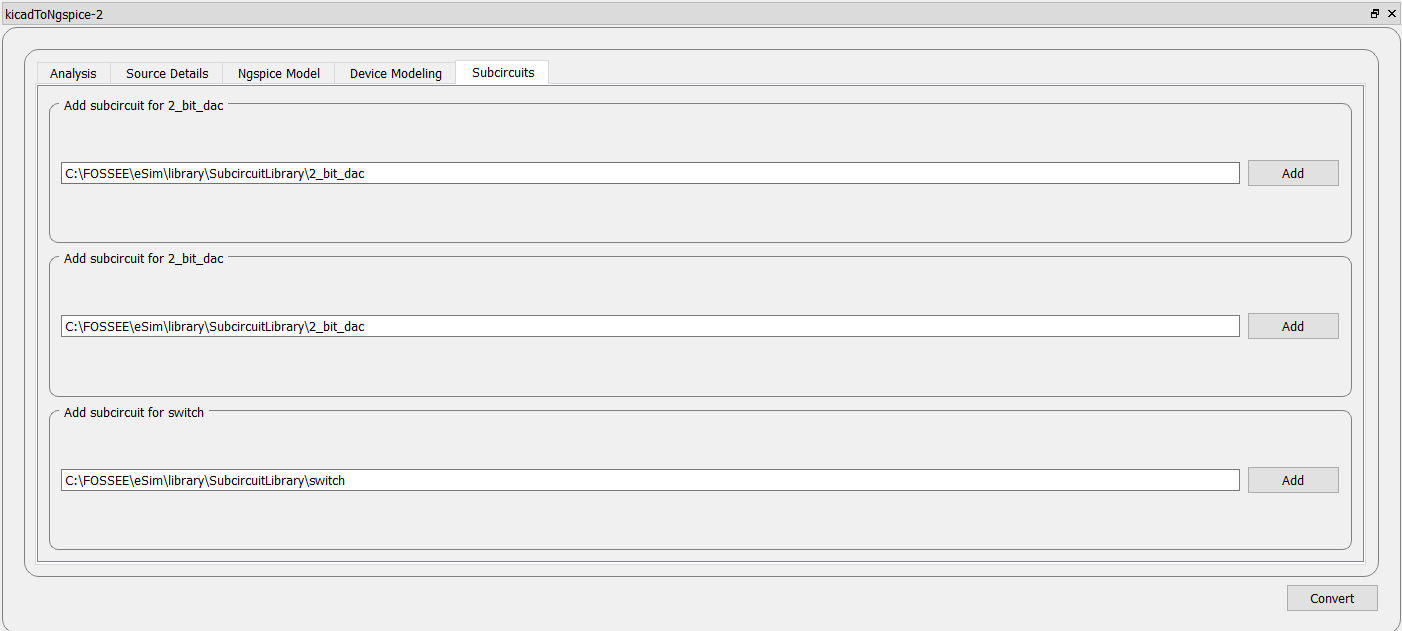 kicadToNgspice-2
Analysis Source Details Ngspice Model Device Modeling Subcircuits
Add subcircuit for 2_bit_dac
C:\FOSSEE\eSim\library\SubcircuitLibrary\2_bit_dac Add
Add subcircuit for 2_bit_dac
C:\FOSSEE\eSim\library\SubcircuitLibrary\2_bit_dac Add
Add subcircuit for switch
C:\FOSSEE\eSim\library\SubcircuitLibrary\switch Add
Convert